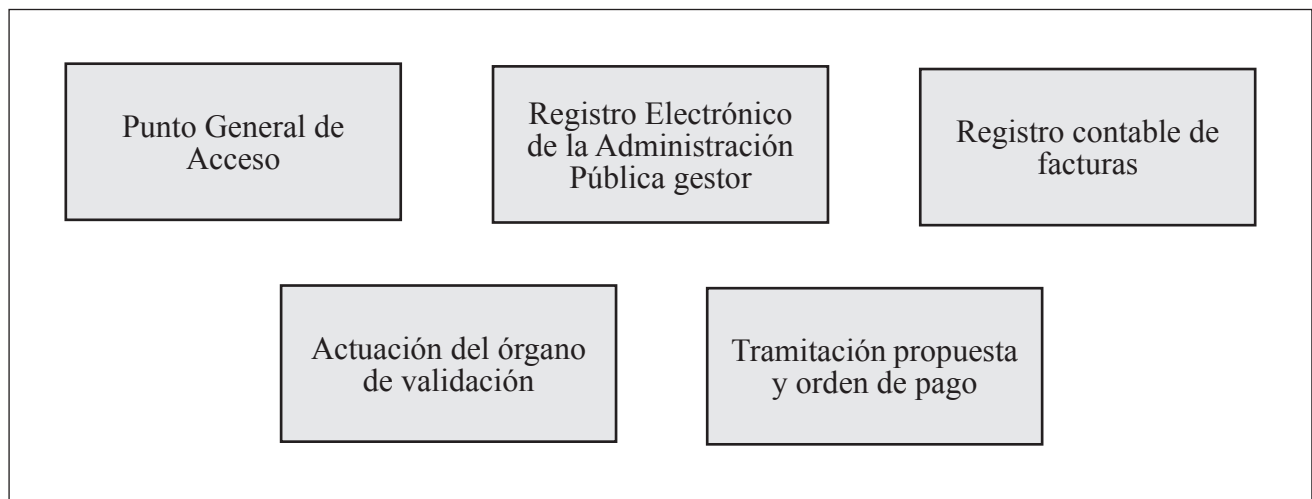 Punto General de
Acceso
Registro Electrónico
de la Administración
Pública gestor
Registro contable de
facturas
Actuación del órgano
de validación
Tramitación propuesta
y orden de pago